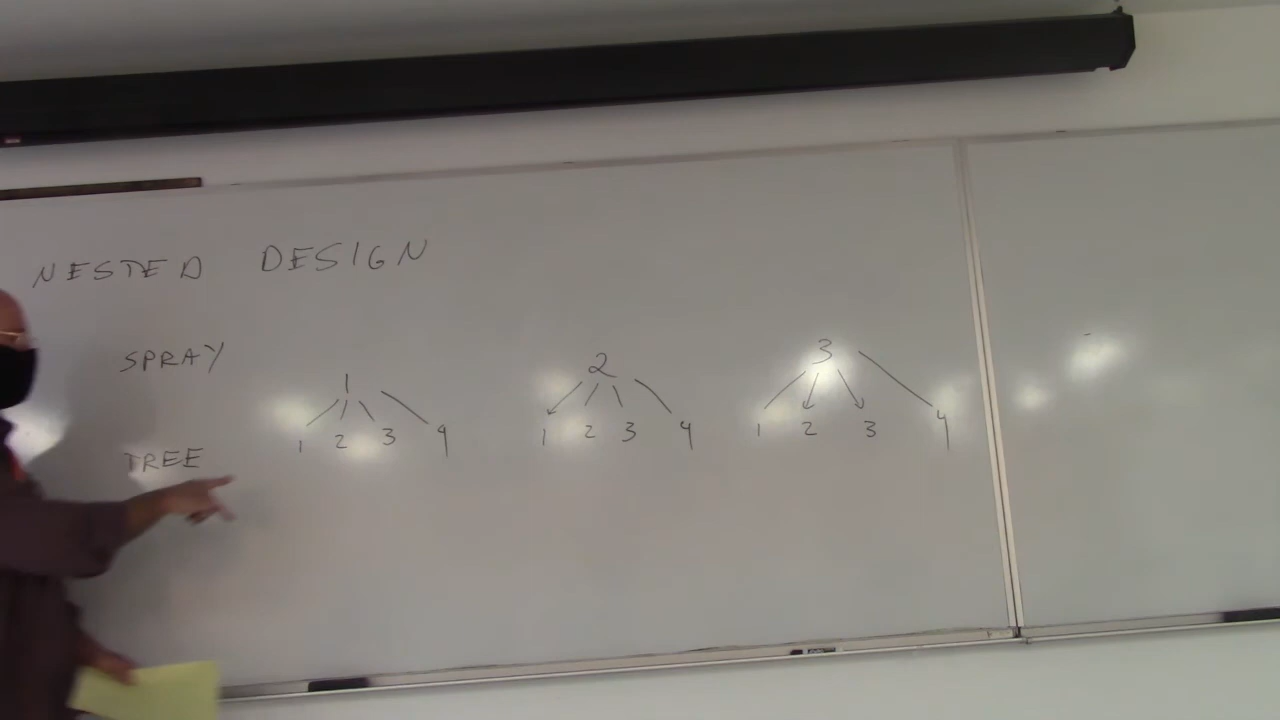 NESTED DESIGN
SPRAY 1 2 3
TREE 1 2 3 4 1 2 3 4 1 2 3 4